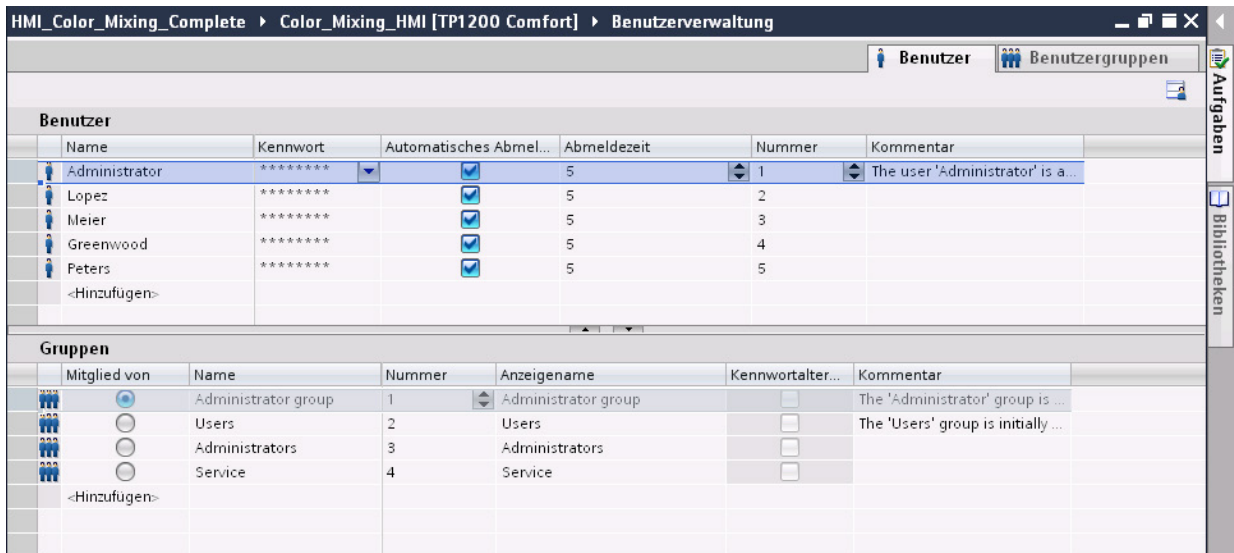 HMI_Color_Mixing_Complete ▸ Color_Mixing_HMI [TP1200 Comfort] ▸ Benutzerverwaltung
Benutzer Benutzergruppen
Benutzer
Name Kennwort Automatisches Abmel... Abmeldezeit Nummer Kommentar
Administrator ******** 5 1 The user 'Administrator' is a...
Lopez ******** 5 2
Meier ******** 5 3
Greenwood ******** 5 4
Peters ******** 5 5
<Hinzufügen>
Gruppen
Mitglied von Name Nummer Anzeigename Kennwortalter... Kommentar
Administrator group 1 Administrator group The 'Administrator' group is ...
Users 2 Users The 'Users' group is initially ...
Administrators 3 Administrators
Service 4 Service
<Hinzufügen>
Aufgaben
Bibliotheken